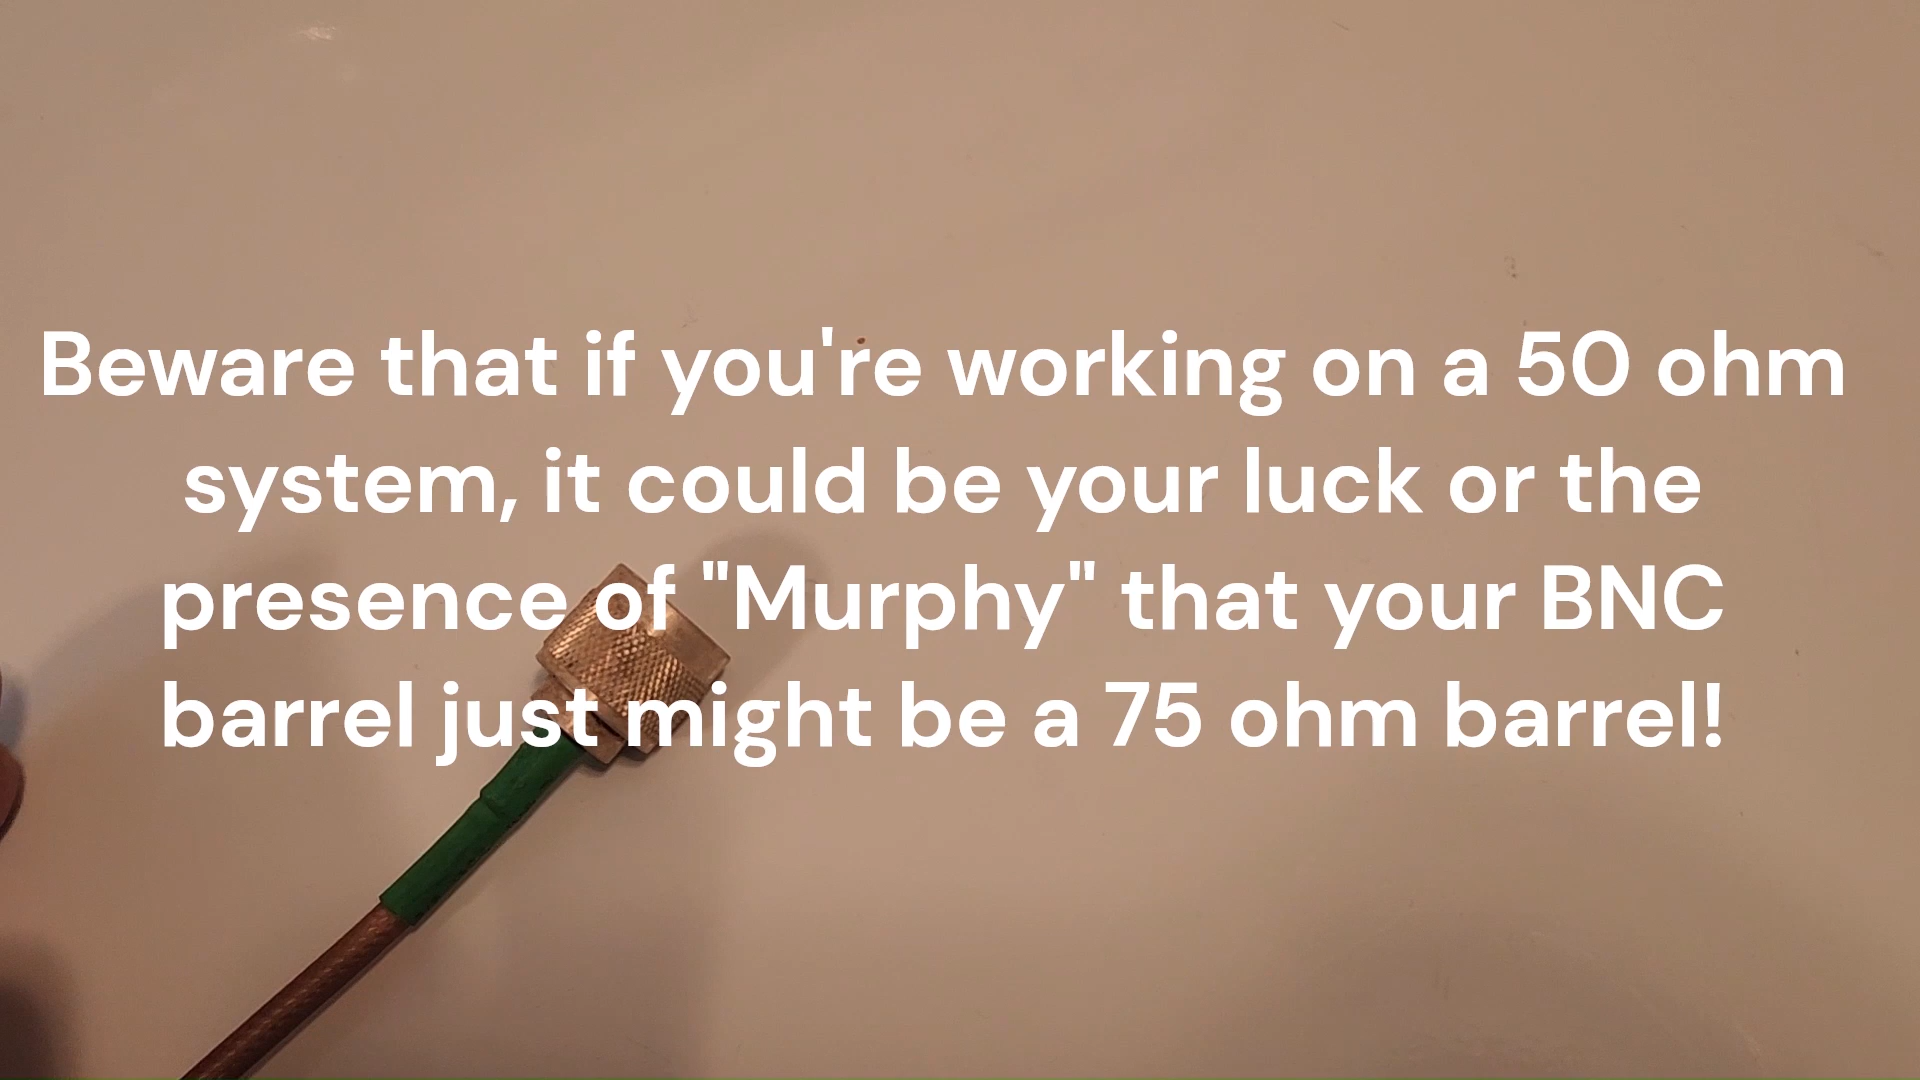 Beware that if you're working on a 50 ohm
system, it could be your luck or the
presence of "Murphy" that your BNC
barrel just might be a 75 ohm barrel!